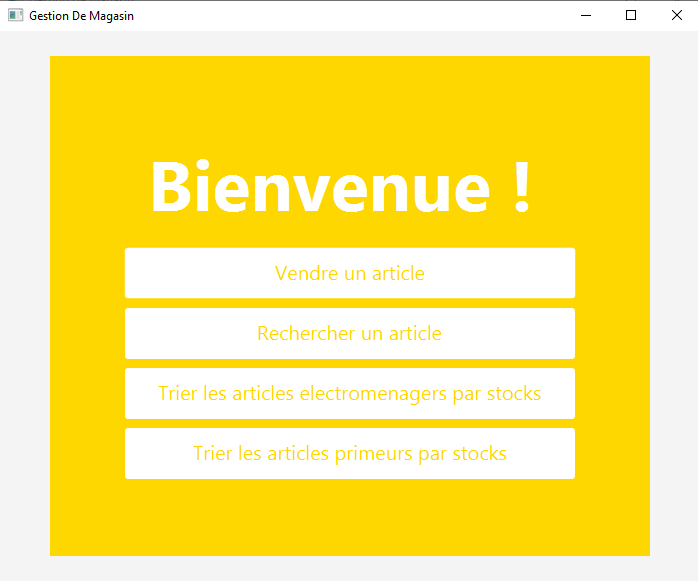 Gestion De Magasin
Bienvenue !
Vendre un article
Rechercher un article
Trier les articles electromenagers par stocks
Trier les articles primeurs par stocks